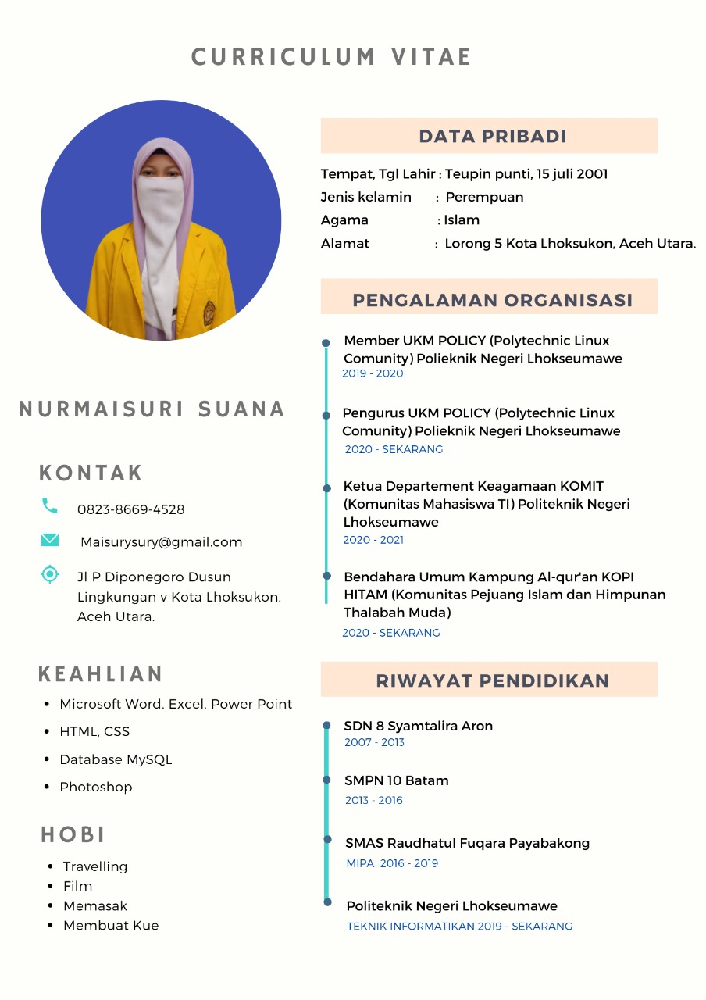 CURRICULUM VITAE
NURMAISURI SUANA
KONTAK
0823-8669-4528
Maisurysury@gmail.com
Jl P Diponegoro Dusun
Lingkungan v Kota Lhoksukon,
Aceh Utara.
KEAHLIAN
• Microsoft Word, Excel, Power Point
• HTML, CSS
• Database MySQL
• Photoshop
HOBI
• Travelling
• Film
• Memasak
• Membuat Kue
DATA PRIBADI
Tempat, Tgl Lahir : Teupin punti, 15 juli 2001
Jenis kelamin : Perempuan
Agama : Islam
Alamat : Lorong 5 Kota Lhoksukon, Aceh Utara.
PENGALAMAN ORGANISASI
Member UKM POLICY (Polytechnic Linux
Comunity) Polieknik Negeri Lhokseumawe
2019 - 2020
Pengurus UKM POLICY (Polytechnic Linux
Comunity) Polieknik Negeri Lhokseumawe
2020 - SEKARANG
Ketua Departement Keagamaan KOMIT
(Komunitas Mahasiswa TI) Politeknik Negeri
Lhokseumawe
2020 - 2021
Bendahara Umum Kampung Al-qur'an KOPI
HITAM (Komunitas Pejuang Islam dan Himpunan
Thalabah Muda)
2020 - SEKARANG
RIWAYAT PENDIDIKAN
SDN 8 Syamtalira Aron
2007 - 2013
SMPN 10 Batam
2013 - 2016
SMAS Raudhatul Fuqara Payabakong
MIPA 2016 - 2019
Politeknik Negeri Lhokseumawe
TEKNIK INFORMATIKAN 2019 - SEKARANG